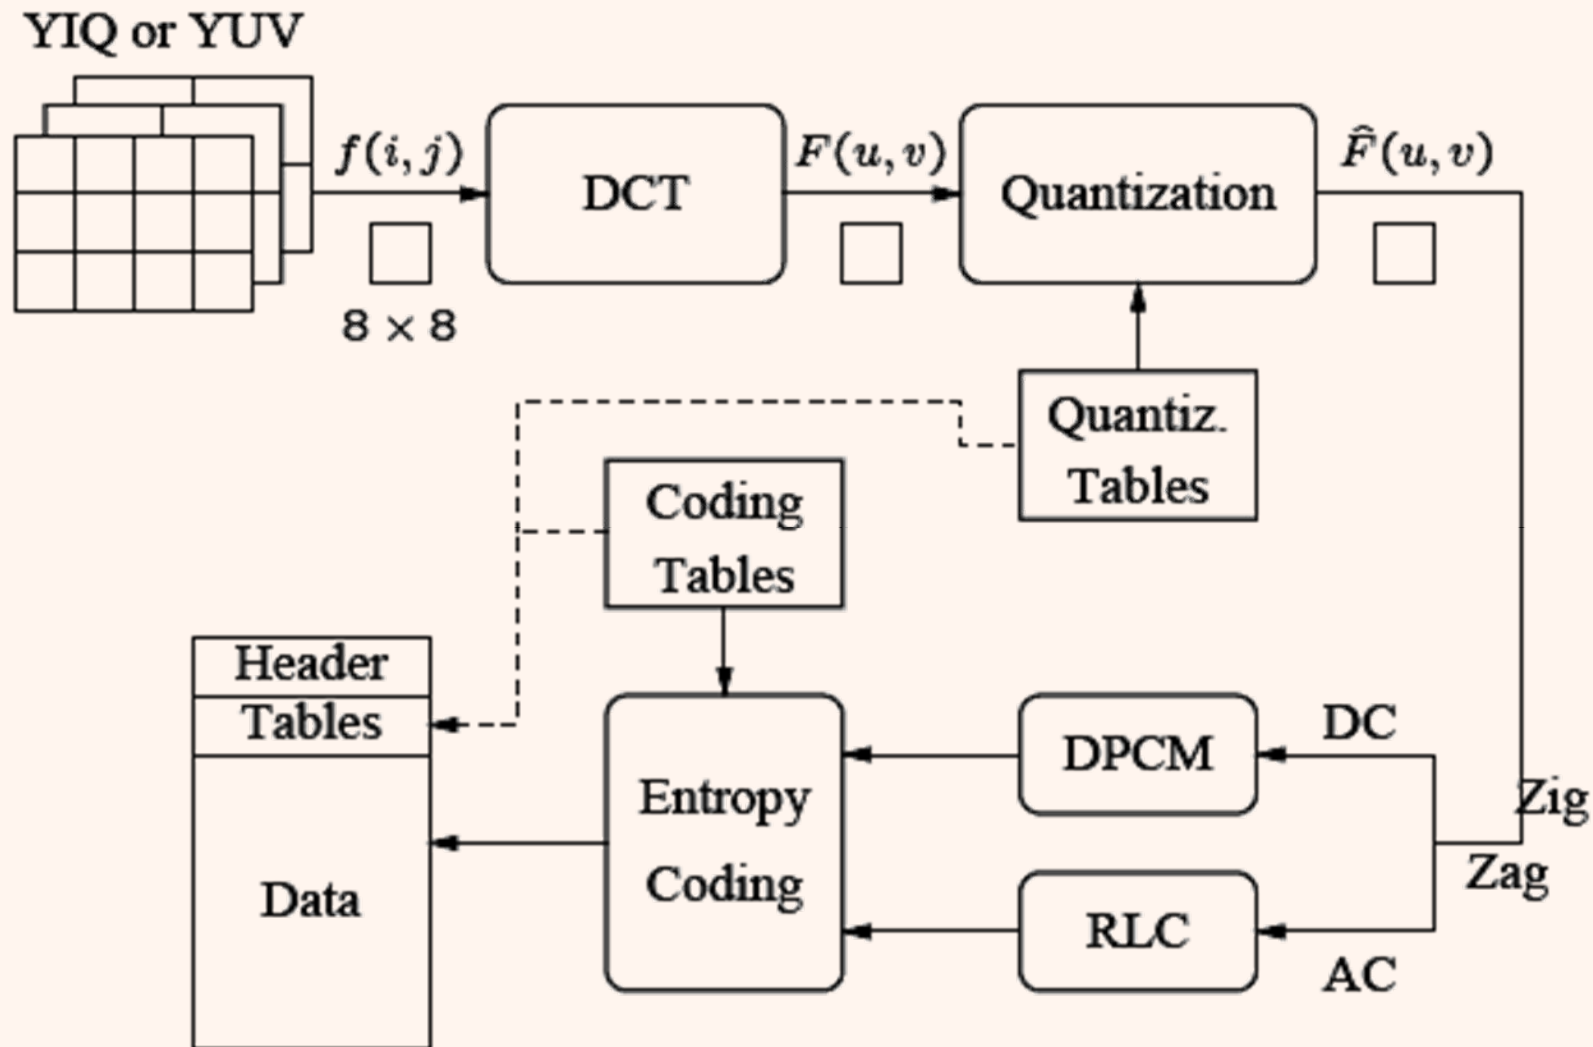 YIQ or YUV
f(i, j)
DCT
F(u, v)
Quantization
F̂(u, v)
8 × 8
Quantiz.
Tables
Coding
Tables
Header
Tables
Data
Entropy
Coding
DPCM
DC
Zig
Zag
RLC
AC